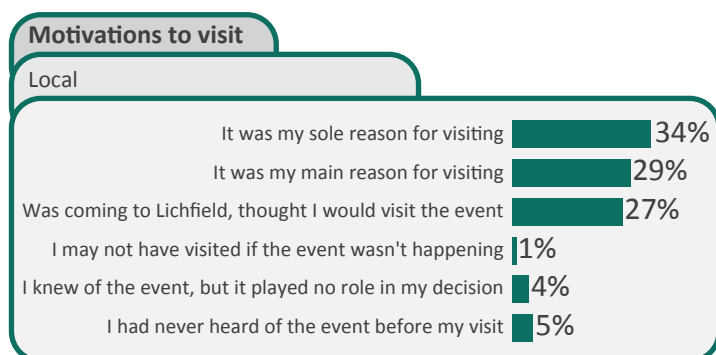 Motivations to visit
Local
It was my sole reason for visiting 34%
It was my main reason for visiting 29%
Was coming to Lichfield, thought I would visit the event 27%
I may not have visited if the event wasn't happening 1%
I knew of the event, but it played no role in my decision 4%
I had never heard of the event before my visit 5%